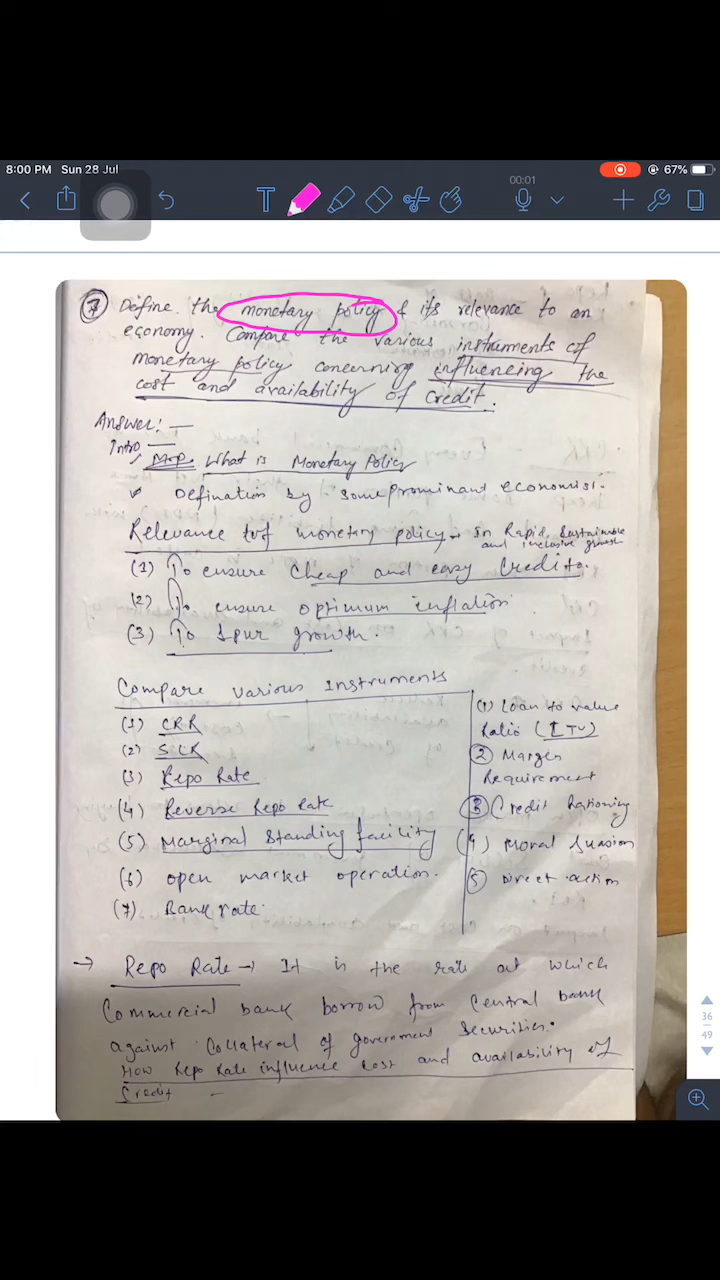 8:00 PM Sun 28 Jul
67%
00:01
T
7 Define the monetary policy & its relevance to an
economy. Compare the various instruments of
monetary policy concerning influencing the
cost and availability of credit.
Answer: —
Intro
What is Monetary Policy
Defination by some prominant economist.
Relevance of monetary policy In Rapid, Sustainable
and inclusive growth
(1) To ensure Cheap and easy Credit.
(2) To ensure optimum inflation
(3) To spur growth.
Compare various Instruments
(1) CRR
(2) SLR
(3) Repo Rate
(4) Reverse Repo Rate
(5) Marginal Standing facility
(6) open market operation.
(7) Bank rate.
(1) Loan to value
Ratio (LTV)
(2) Margin
Requirement
(3) Credit Rationing
(4) Moral Suasion
(5) Direct action
→ Repo Rate → It is the rate at which
Commercial bank borrow from Central bank
against Collateral of government Securities.
How Repo Rate influence cost and availability of
Credit –
36
49